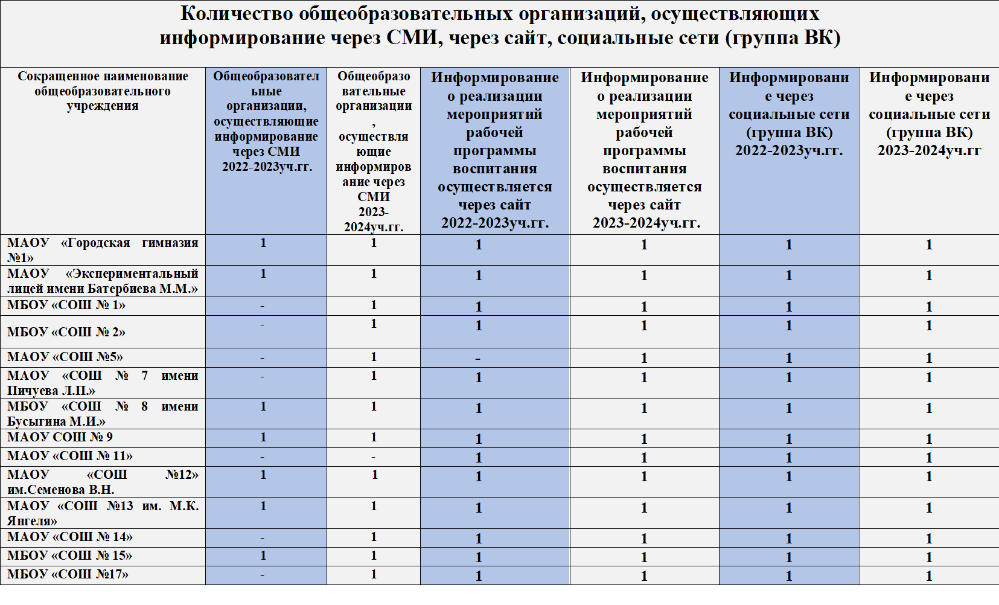 Количество общеобразовательных организаций, осуществляющих
информирование через СМИ, через сайт, социальные сети (группа ВК)
Сокращенное наименование
общеобразовательного
учреждения
Общеобразовател
ьные
организации,
осуществляющие
информирование
через СМИ
2022-2023уч.гг.
Общеобразо
вательные
организации
,
осуществля
ющие
информиров
ание через
СМИ
2023-
2024уч.гг.
Информирование
о реализации
мероприятий
рабочей
программы
воспитания
осуществляется
через сайт
2022-2023уч.гг.
Информирование
о реализации
мероприятий
рабочей
программы
воспитания
осуществляется
через сайт
2023-2024уч.гг.
Информировани
е через
социальные сети
(группа ВК)
2022-2023уч.гг.
Информировани
е через
социальные сети
(группа ВК)
2023-2024уч.гг
МАОУ «Городская гимназия
№1»
1 1 1 1 1 1
МАОУ «Экспериментальный
лицей имени Батербиева М.М.»
1 1 1 1 1 1
МБОУ «СОШ № 1» - 1 1 1 1 1
МБОУ «СОШ № 2» - 1 1 1 1 1
МАОУ «СОШ №5» - 1 - 1 1 1
МАОУ «СОШ № 7 имени
Пичуева Л.П.»
- 1 1 1 1 1
МБОУ «СОШ № 8 имени
Бусыгина М.И.»
1 1 1 1 1 1
МАОУ СОШ № 9 1 1 1 1 1 1
МАОУ «СОШ № 11» - - 1 1 1 1
МАОУ «СОШ №12»
им.Семенова В.Н.
1 1 1 1 1 1
МАОУ «СОШ №13 им. М.К.
Янгеля»
1 1 1 1 1 1
МАОУ «СОШ № 14» - 1 1 1 1 1
МБОУ «СОШ № 15» 1 1 1 1 1 1
МБОУ «СОШ №17» - 1 1 1 1 1